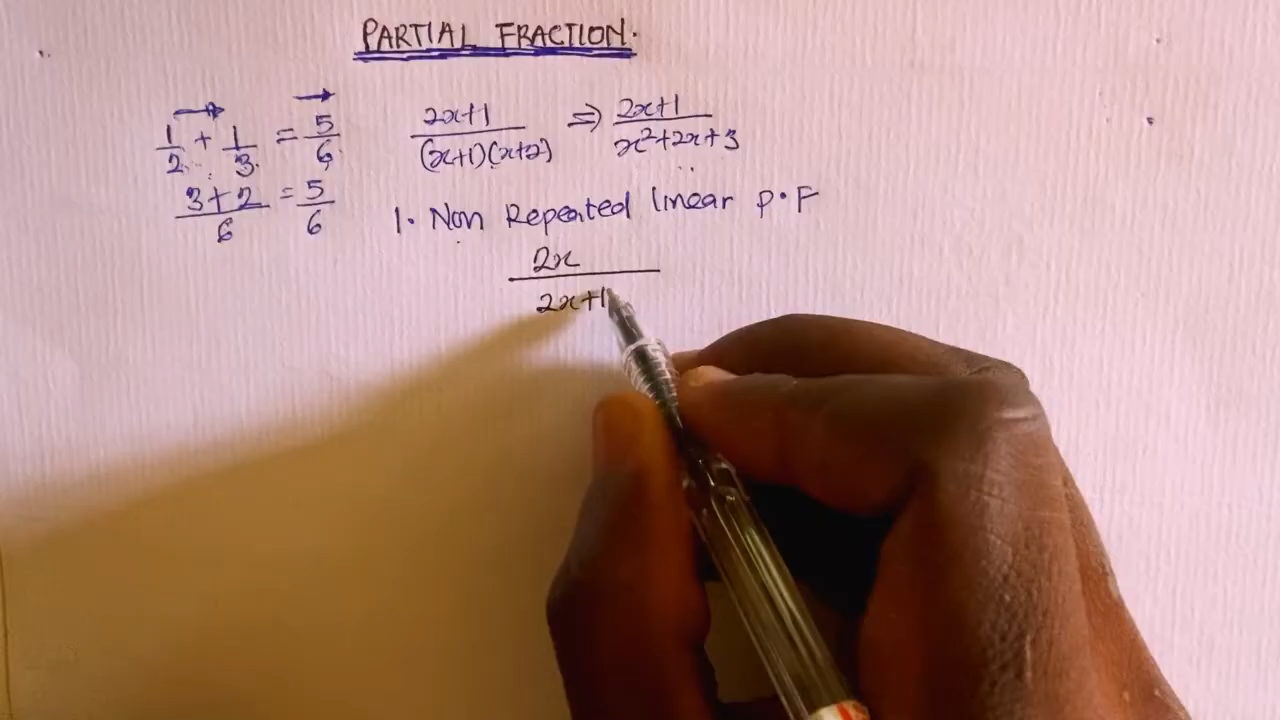 PARTIAL FRACTION.
1/2 + 1/3 = 5/6
3+2/6 = 5/6
2x+1/(x+1)(x+2) => 2x+1/x²+2x+3
1. Non Repeated linear P.F
2x/2x+1